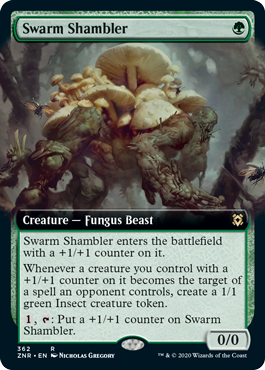 Swarm Shambler
Creature — Fungus Beast
Swarm Shambler enters the battlefield
with a +1/+1 counter on it.
Whenever a creature you control with a
+1/+1 counter on it becomes the target of
a spell an opponent controls, create a 1/1
green Insect creature token.
1, : Put a +1/+1 counter on Swarm
Shambler.
0/0
362 R
ZNR • EN NICHOLAS GREGORY
™ & © 2020 Wizards of the Coast